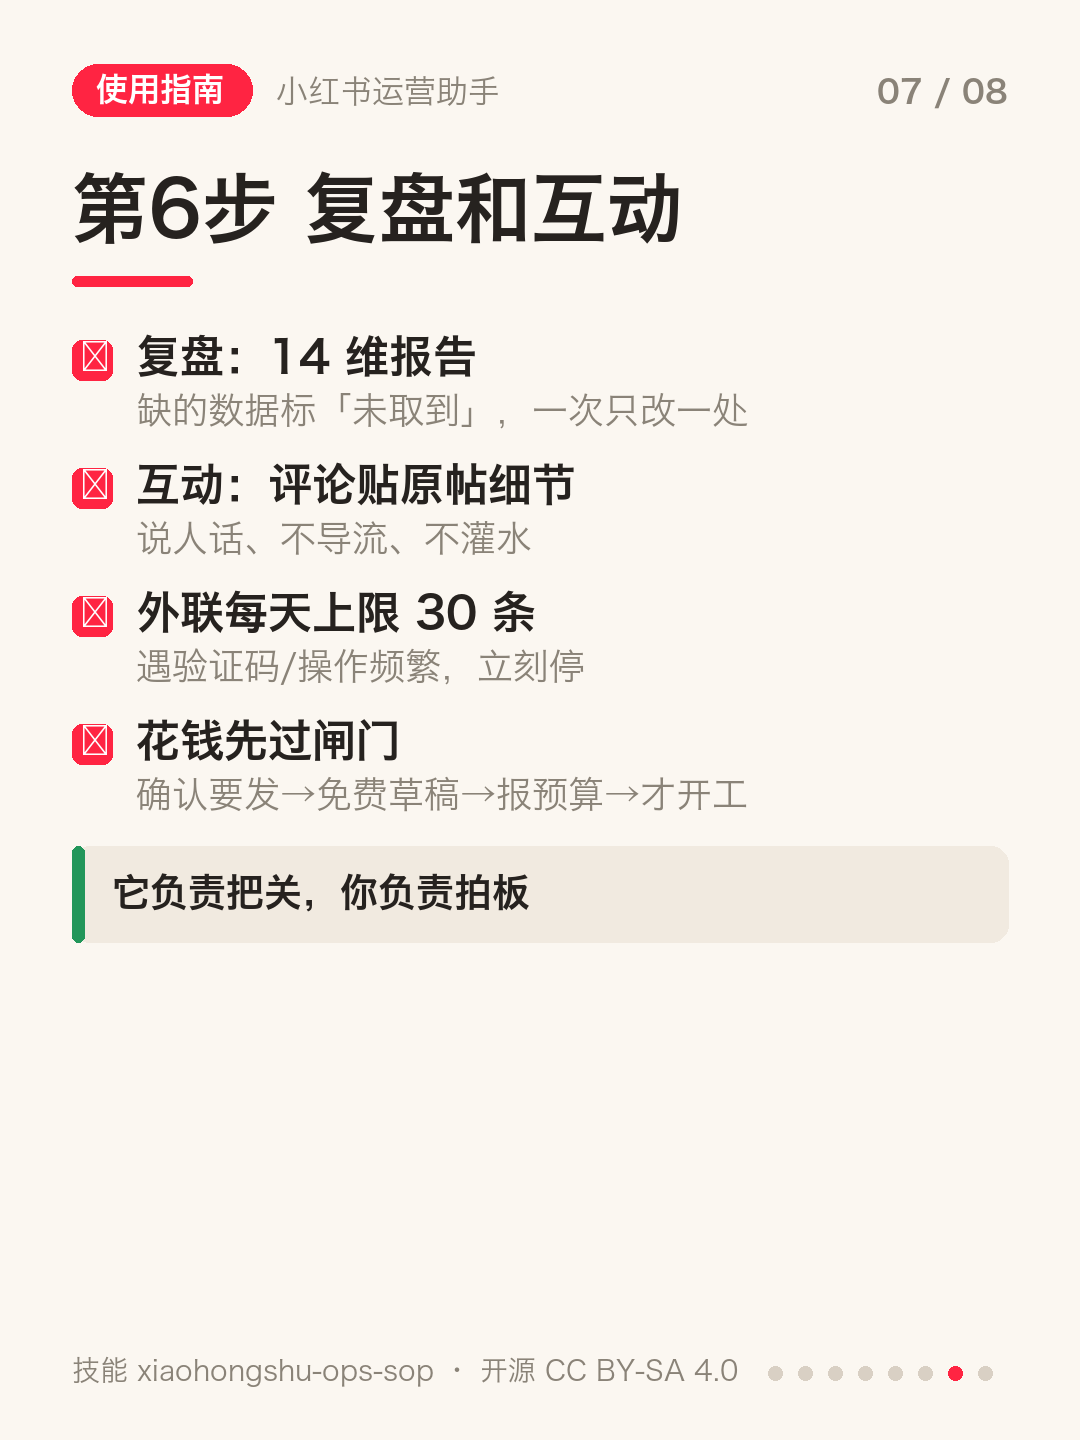 使用指南 小红书运营助手 07 / 08
第6步 复盘和互动
复盘：14 维报告
缺的数据标「未取到」，一次只改一处
互动：评论贴原帖细节
说人话、不导流、不灌水
外联每天上限 30 条
遇验证码/操作频繁，立刻停
花钱先过闸门
确认要发→免费草稿→报预算→才开工
它负责把关，你负责拍板
技能 xiaohongshu-ops-sop · 开源 CC BY-SA 4.0